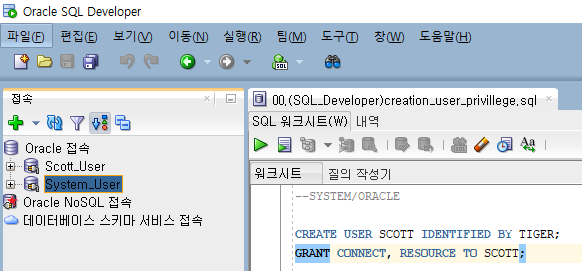 Oracle SQL Developer
파일(F) 편집(E) 보기(V) 이동(N) 실행(R) 팀(M) 도구(T) 창(W) 도움말(H)
SQL
접속
Oracle 접속
Scott_User
System_User
Oracle NoSQL 접속
데이터베이스 스키마 서비스 접속
00.(SQL_Developer)creation_user_privillege.sql
SQL 워크시트(W) 내역
Aa
워크시트 질의 작성기
--SYSTEM/ORACLE
CREATE USER SCOTT IDENTIFIED BY TIGER;
GRANT CONNECT, RESOURCE TO SCOTT;